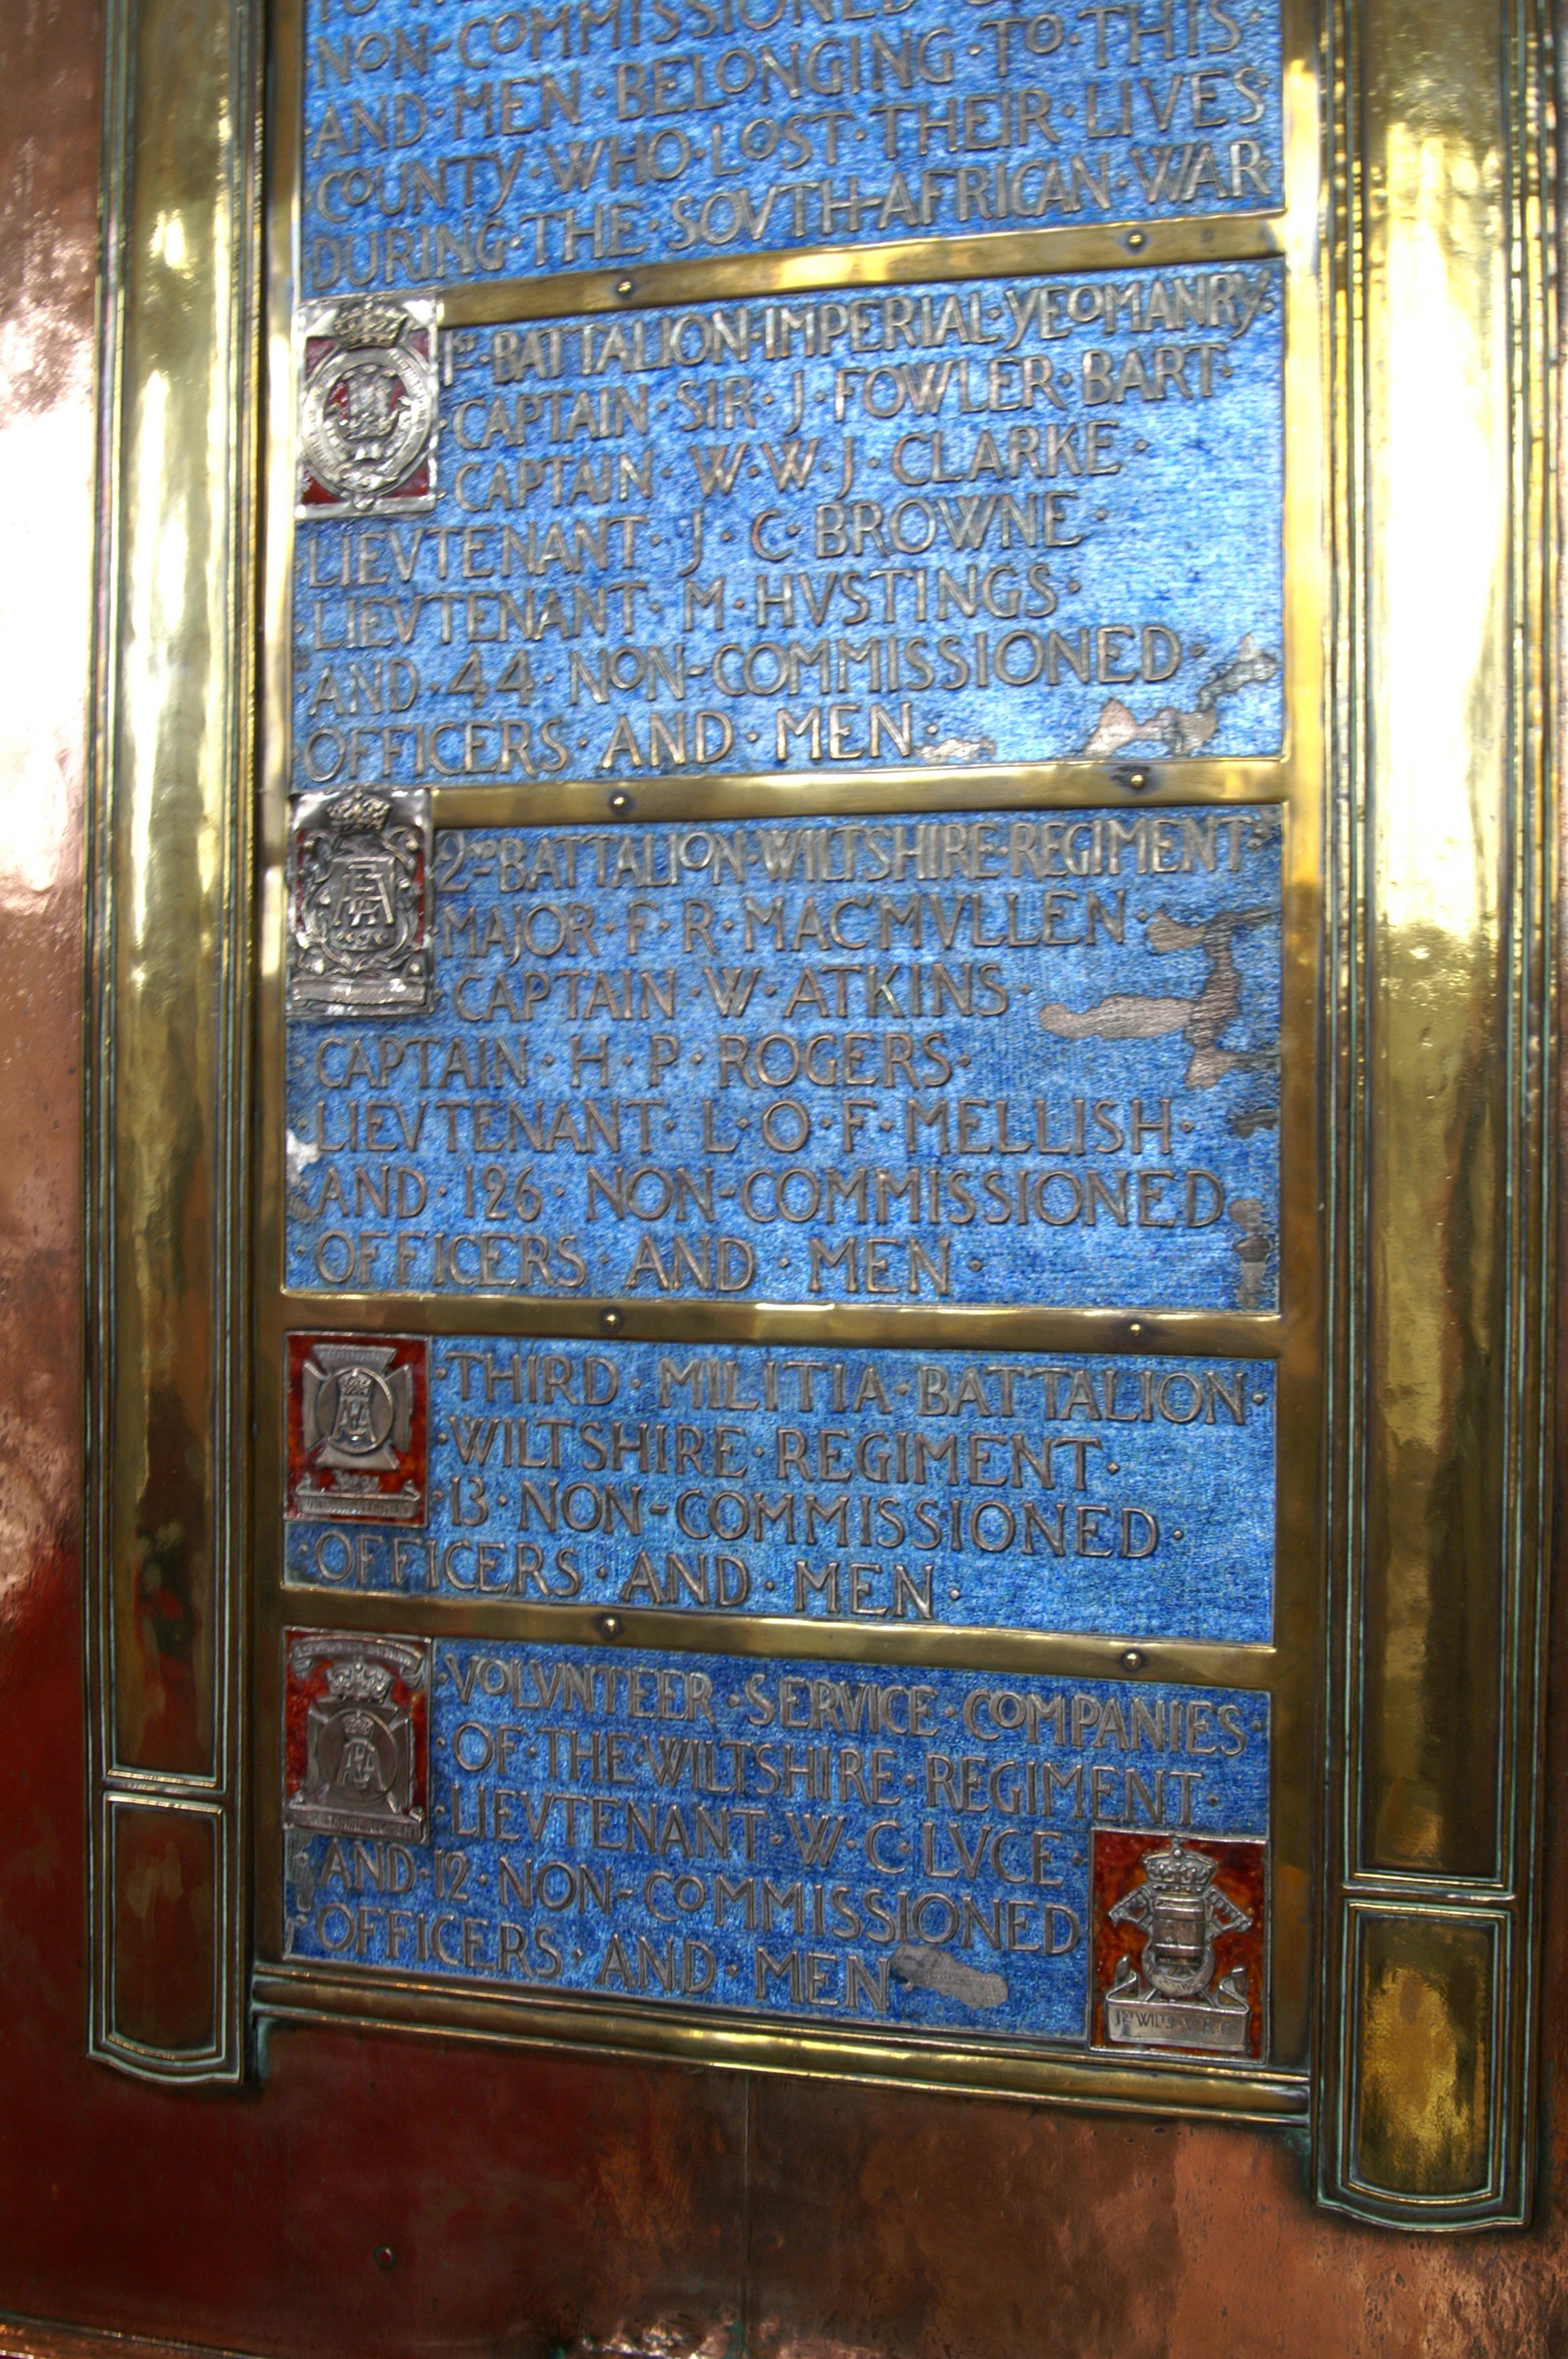 NON-COMMISSIONED
AND·MEN·BELONGING·TO·THIS·
COUNTY·WHO·LOST·THEIR·LIVES
DURING·THE·SOVTH-AFRICAN·WAR
1ST·BATTALION·IMPERIAL·YEOMANRY·
·CAPTAIN·SIR·J·FOWLER·BART·
·CAPTAIN·W·W·J·CLARKE·
LIEVTENANT·J·C·BROWNE·
·LIEVTENANT·M·HVSTINGS·
·AND·44·NON-COMMISSIONED·
·OFFICERS·AND·MEN·
2ND BATTALION·WILTSHIRE·REGIMENT·
·MAJOR·F·R·MACMVLLEN·
·CAPTAIN·W·ATKINS·
·CAPTAIN·H·P·ROGERS·
LIEVTENANT·L·O·F·MELLISH·
AND·126·NON-COMMISSIONED
·OFFICERS·AND·MEN·
·THIRD·MILITIA·BATTALION·
·WILTSHIRE·REGIMENT·
·13·NON-COMMISSIONED·
·OFFICERS·AND·MEN·
·VOLVNTEER·SERVICE·COMPANIES·
·OF·THE·WILTSHIRE·REGIMENT·
·LIEVTENANT·W·C·LVCE·
·AND·12·NON-COMMISSIONED
·OFFICERS·AND·MEN
1ST WILTS V.R.C.